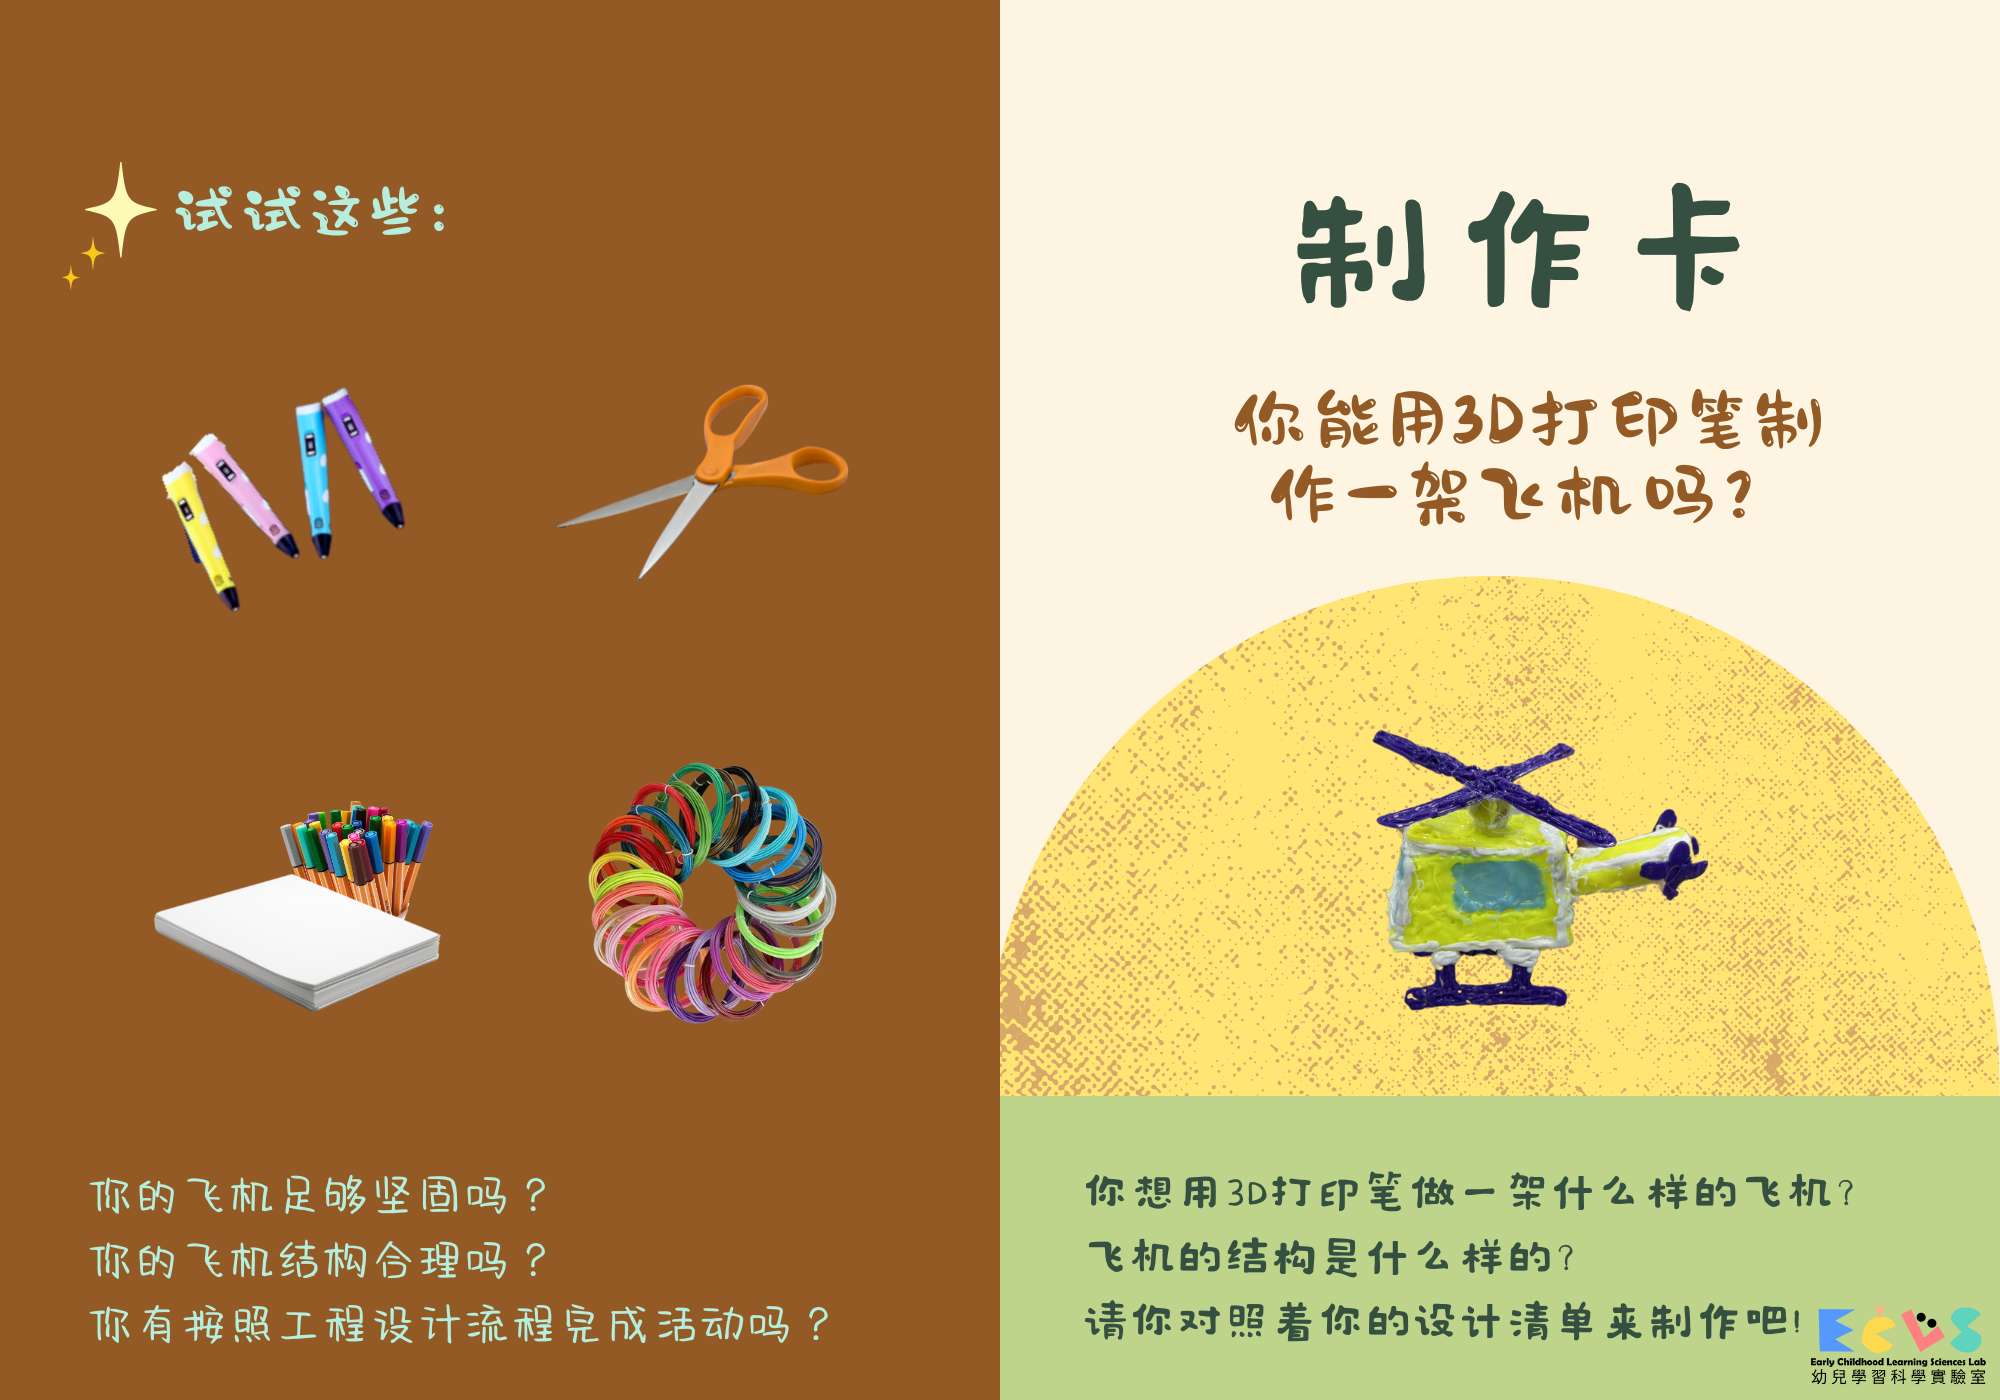 试试这些：
你的飞机足够坚固吗？
你的飞机结构合理吗？
你有按照工程设计流程完成活动吗？
制作卡
你能用3D打印笔制
作一架飞机吗？
你想用3D打印笔做一架什么样的飞机？
飞机的结构是什么样的？
请你对照着你的设计清单来制作吧！
ECLS
Early Childhood Learning Sciences Lab
幼兒學習科學實驗室